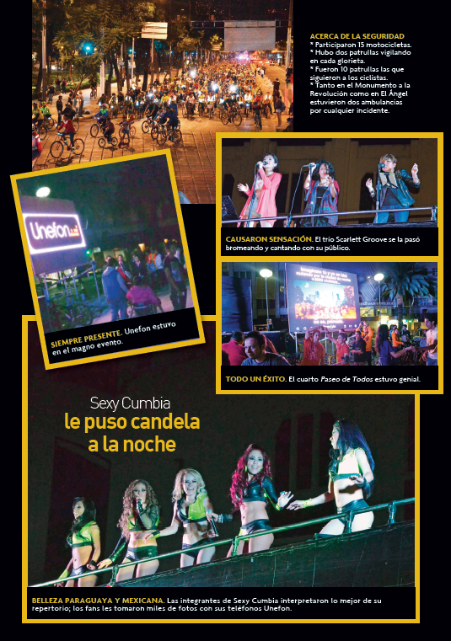 ACERCA DE LA SEGURIDAD
* Participaron 15 motocicletas.
* Hubo dos patrullas vigilando
en cada glorieta.
* Fueron 10 patrullas las que
siguieron a los ciclistas.
* Tanto en el Monumento a la
Revolución como en El Ángel
estuvieron dos ambulancias
por cualquier incidente.
CAUSARON SENSACIÓN. El trío Scarlett Groove se la pasó
bromeando y cantando con su público.
Unefon
SIEMPRE PRESENTE. Unefon estuvo
en el magno evento.
TODO UN ÉXITO. El cuarto Paseo de Todos estuvo genial.
Sexy Cumbia
le puso candela
a la noche
BELLEZA PARAGUAYA Y MEXICANA. Las integrantes de Sexy Cumbia interpretaron lo mejor de su
repertorio; los fans les tomaron miles de fotos con sus teléfonos Unefon.